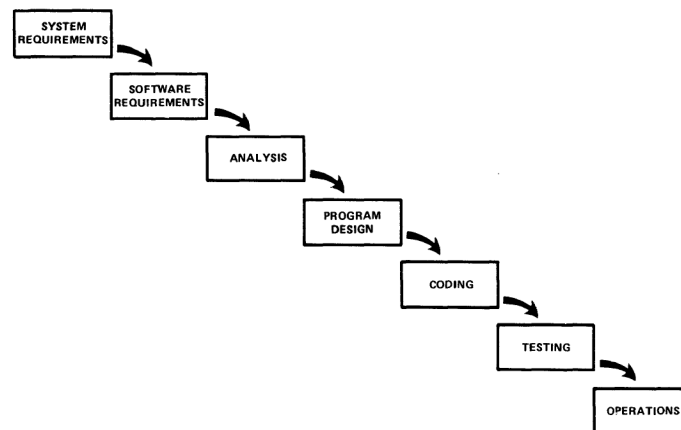 SYSTEM
REQUIREMENTS
SOFTWARE
REQUIREMENTS
ANALYSIS
PROGRAM
DESIGN
CODING
TESTING
OPERATIONS